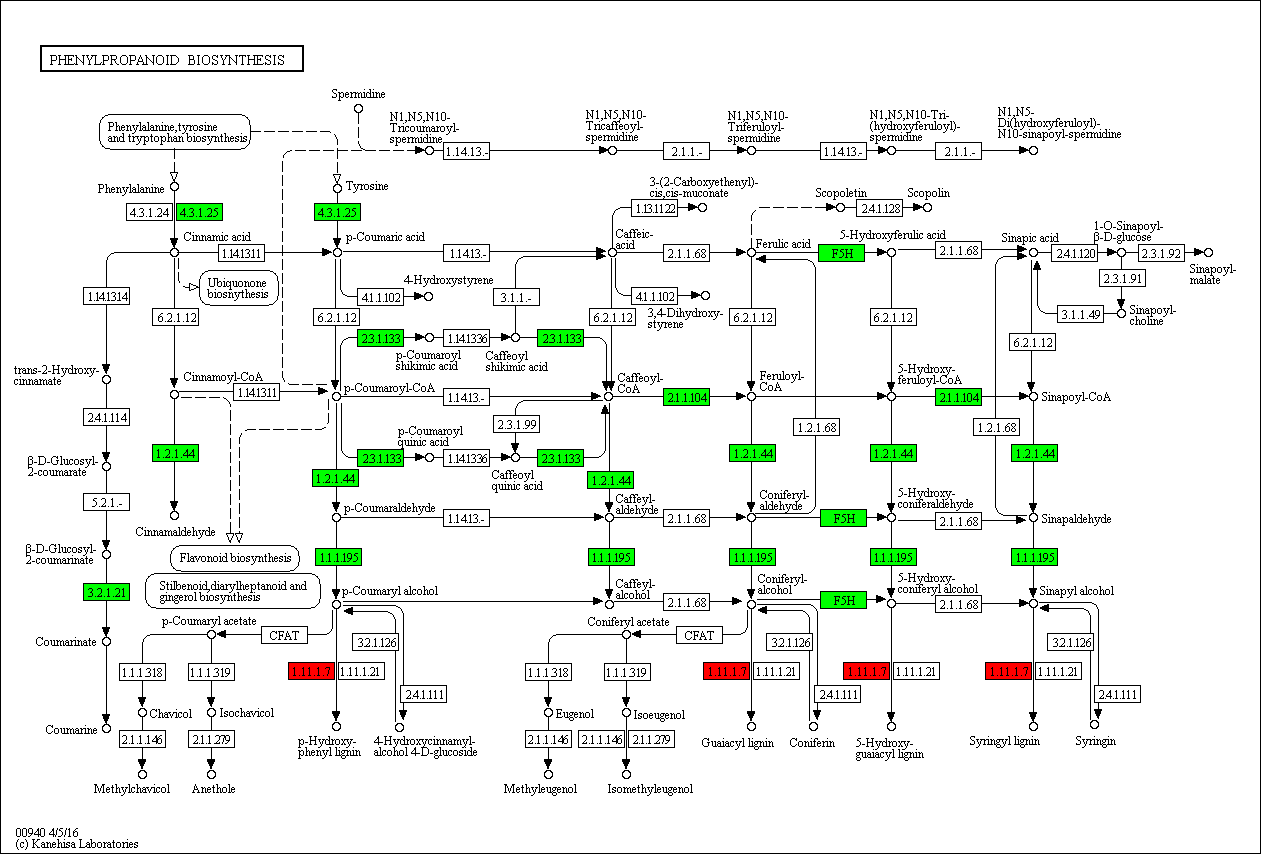 PHENYLPROPANOID BIOSYNTHESIS
Spermidine
N1,N5,N10-
Tricoumaroyl-
spermidine
N1,N5,N10-
Tricaffeoyl-
spermidine
N1,N5,N10-
Triferuloyl-
spermidine
N1,N5,N10-Tri-
(hydroxyferuloyl)-
spermidine
N1,N5-
Di(hydroxyferuloyl)-
N10-sinapoyl-spermidine
Phenylalanine,tyrosine
and tryptophan biosynthesis
1.14.13.-
2.1.1.-
1.14.13.-
2.1.1.-
Phenylalanine
Tyrosine
3-(2-Carboxyethenyl)-
cis,cis-muconate
Scopoletin
Scopolin
4.3.1.24
4.3.1.25
4.3.1.25
1.13.11.22
2.4.1.128
Cinnamic acid
p-Coumaric acid
Caffeic-
acid
Ferulic acid
5-Hydroxyferulic acid
Sinapic acid
1-O-Sinapoyl-
β-D-glucose
1.14.13.11
1.14.13.-
2.1.1.68
F5H
2.1.1.68
2.4.1.120
2.3.1.92
Sinapoyl-
malate
Ubiquonone
biosnythesis
4-Hydroxystyrene
2.3.1.91
1.14.13.14
4.1.1.102
3.1.1.-
4.1.1.102
3,4-Dihydroxy-
styrene
Sinapoyl-
choline
3.1.1.49
6.2.1.12
6.2.1.12
6.2.1.12
6.2.1.12
6.2.1.12
6.2.1.12
2.3.1.133
1.14.13.36
2.3.1.133
p-Coumaroyl
shikimic acid
Caffeoyl
shikimic acid
trans-2-Hydroxy-
cinnamate
Cinnamoyl-CoA
p-Coumaroyl-CoA
Caffeoyl-
CoA
Feruloyl-
CoA
5-Hydroxy-
feruloyl-CoA
Sinapoyl-CoA
1.14.13.11
1.14.13.-
2.1.1.104
2.1.1.104
2.4.1.114
2.3.1.99
1.2.1.68
1.2.1.68
p-Coumaroyl
quinic acid
2.3.1.133
1.14.13.36
2.3.1.133
Caffeoyl
quinic acid
β-D-Glucosyl-
2-coumarate
1.2.1.44
1.2.1.44
1.2.1.44
1.2.1.44
1.2.1.44
1.2.1.44
5.2.1.-
Cinnamaldehyde
p-Coumaraldehyde
Caffeyl-
aldehyde
Coniferyl-
aldehyde
5-Hydroxy-
coniferaldehyde
Sinapaldehyde
1.14.13.-
2.1.1.68
F5H
2.1.1.68
β-D-Glucosyl-
2-coumarinate
Flavonoid biosynthesis
1.1.1.195
1.1.1.195
1.1.1.195
1.1.1.195
1.1.1.195
Stilbenoid,diarylheptanoid and
gingerol biosynthesis
3.2.1.21
p-Coumaryl alcohol
Caffeyl-
alcohol
Coniferyl-
alcohol
5-Hydroxy-
coniferyl alcohol
Sinapyl alcohol
2.1.1.68
F5H
2.1.1.68
Coumarinate
p-Coumaryl acetate
CFAT
3.2.1.126
Coniferyl acetate
CFAT
3.2.1.126
3.2.1.126
1.1.1.318
1.1.1.319
1.11.1.7
1.11.1.21
1.1.1.318
1.1.1.319
1.11.1.7
1.11.1.21
1.11.1.7
1.11.1.21
1.11.1.7
1.11.1.21
2.4.1.111
2.4.1.111
2.4.1.111
Chavicol
Isochavicol
Eugenol
Isoeugenol
Coumarine
2.1.1.146
2.1.1.279
p-Hydroxy-
phenyl lignin
4-Hydroxycinnamyl-
alcohol 4-D-glucoside
2.1.1.146
2.1.1.146
2.1.1.279
Guaiacyl lignin
Coniferin
5-Hydroxy-
guaiacyl lignin
Syringyl lignin
Syringin
Methylchavicol
Anethole
Methyleugenol
Isomethyleugenol
00940 4/5/16
(c) Kanehisa Laboratories